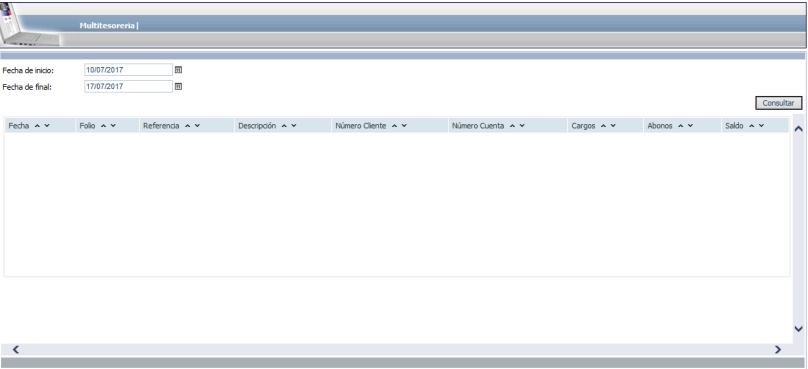 Multitesoreria |
Fecha de inicio: 10/07/2017
Fecha de final: 17/07/2017
Consultar
Fecha Folio Referencia Descripción Número Cliente Número Cuenta Cargos Abonos Saldo